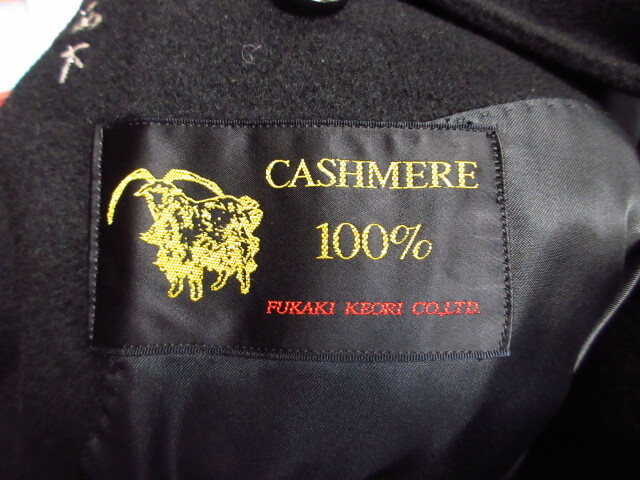 CASHMERE
100%
FUKAKI KEORI CO.,LTD.